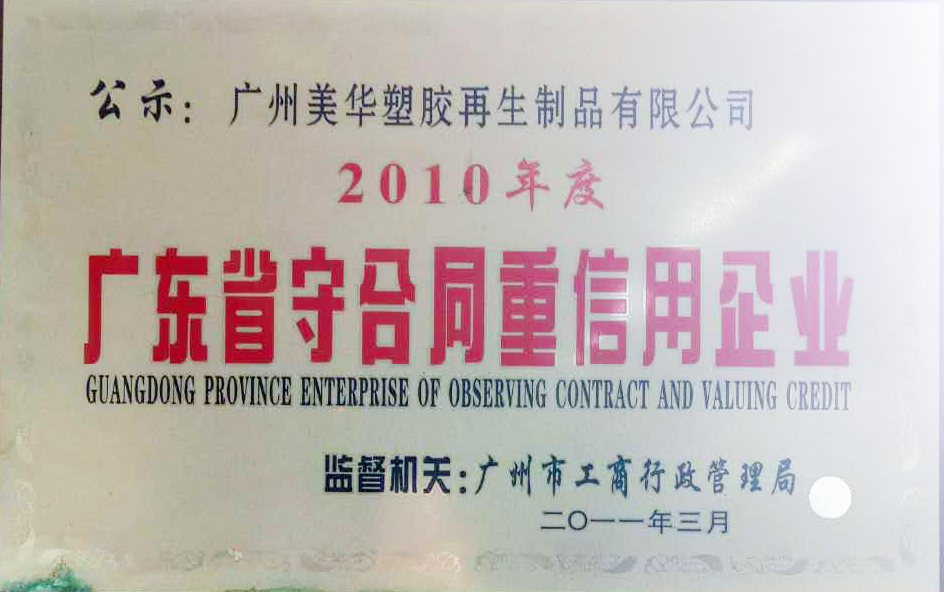 公示：广州美华塑胶再生制品有限公司
2010年度
广东省守合同重信用企业
GUANGDONG PROVINCE ENTERPRISE OF OBSERVING CONTRACT AND VALUING CREDIT
监督机关：广州市工商行政管理局
二〇一一年三月